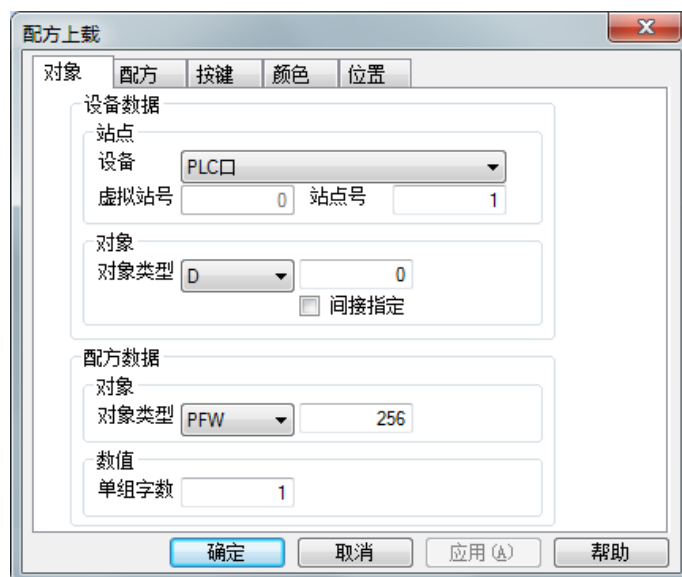 配方上载
对象 配方 按键 颜色 位置
设备数据
站点
设备 PLC口
虚拟站号 0 站点号 1
对象
对象类型 D 0
间接指定
配方数据
对象
对象类型 PFW 256
数值
单组字数 1
确定 取消 应用(A) 帮助